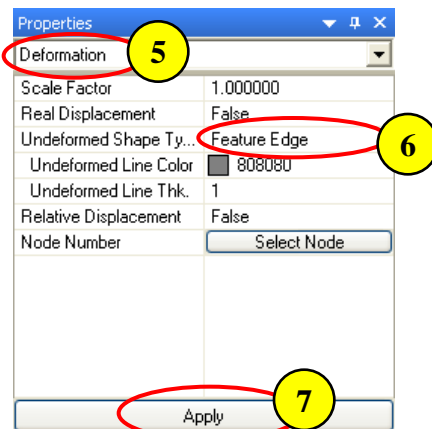 Properties
Deformation 5
Scale Factor 1.000000
Real Displacement False
Undeformed Shape Ty... Feature Edge 6
Undeformed Line Color 808080
Undeformed Line Thk. 1
Relative Displacement False
Node Number Select Node
Apply 7